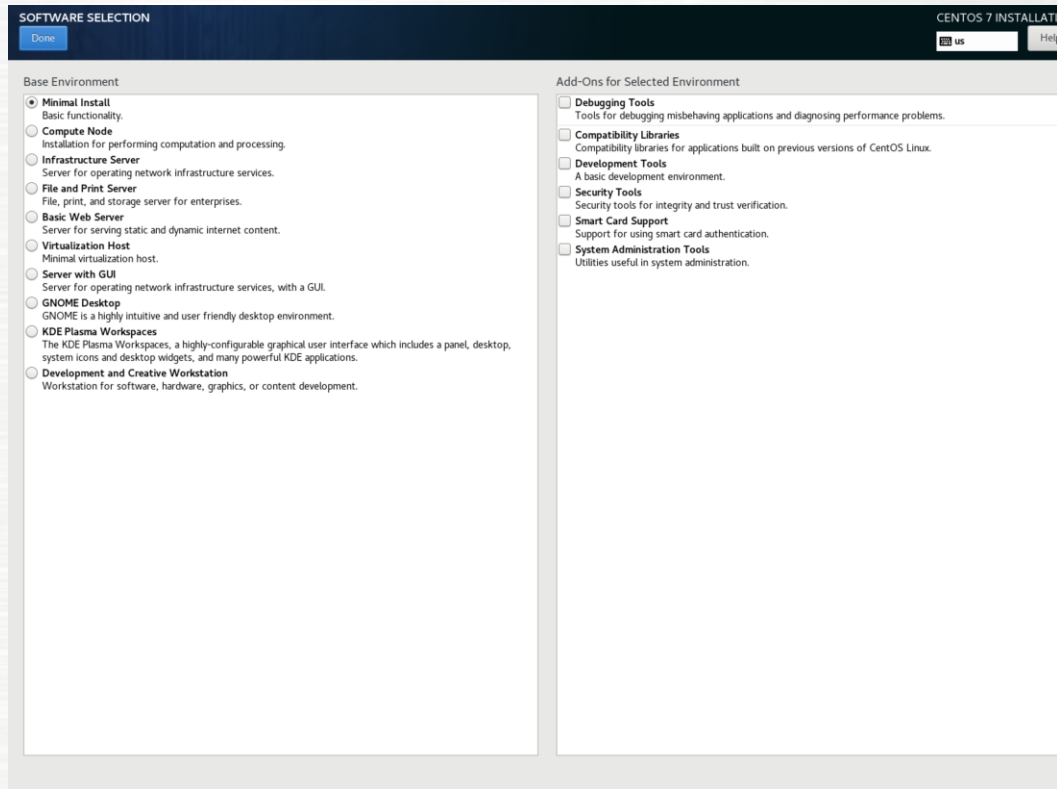 SOFTWARE SELECTION
CENTOS 7 INSTALLATI
Done
us
Help
Base Environment
Minimal Install
Basic functionality.
Compute Node
Installation for performing computation and processing.
Infrastructure Server
Server for operating network infrastructure services.
File and Print Server
File, print, and storage server for enterprises.
Basic Web Server
Server for serving static and dynamic internet content.
Virtualization Host
Minimal virtualization host.
Server with GUI
Server for operating network infrastructure services, with a GUI.
GNOME Desktop
GNOME is a highly intuitive and user friendly desktop environment.
KDE Plasma Workspaces
The KDE Plasma Workspaces, a highly-configurable graphical user interface which includes a panel, desktop,
system icons and desktop widgets, and many powerful KDE applications.
Development and Creative Workstation
Workstation for software, hardware, graphics, or content development.
Add-Ons for Selected Environment
Debugging Tools
Tools for debugging misbehaving applications and diagnosing performance problems.
Compatibility Libraries
Compatibility libraries for applications built on previous versions of CentOS Linux.
Development Tools
A basic development environment.
Security Tools
Security tools for integrity and trust verification.
Smart Card Support
Support for using smart card authentication.
System Administration Tools
Utilities useful in system administration.